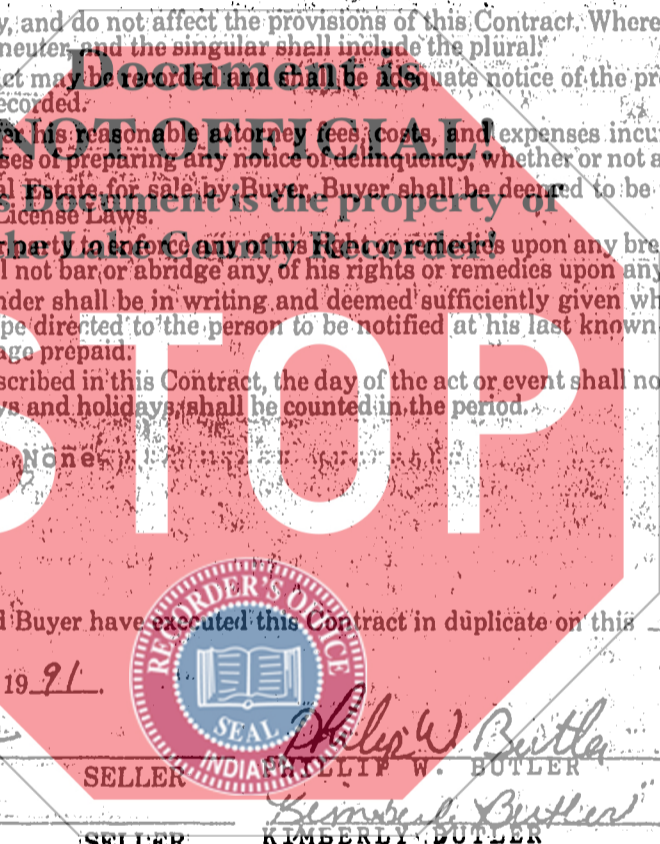 y, and do not affect the provisions of this Contract. Where
neuter and the singular shall include the plural.
Document is
act may be recorded and shall be adequate notice of the pr
ecorded.
er his reasonable attorney fees, costs, and expenses incu
NOT OFFICIAL!
ses of preparing any notice of delinquency whether or not a
al Estate for sale by Buyer, Buyer shall be deemed to be
s Document is the property of
License Laws.
party to enforce any of his right or remedies upon any bre
the Lake County Recorder!
l not bar or abridge any of his rights or remedies upon any
nder shall be in writing and deemed sufficiently given wh
pe directed to the person to be notified at his last known
age prepaid.
STOP
scribed in this Contract, the day of the act or event shall no
ys and holidays, shall be counted in the period.
None
RECORDER'S OFFICE
d Buyer have executed this Contract in duplicate on this
19 91.
SEAL
INDIANA
Philip W Butler
SELLER PHILLIP W. BUTLER
Kimberly Butler
SELLER KIMBERLY BUTLER